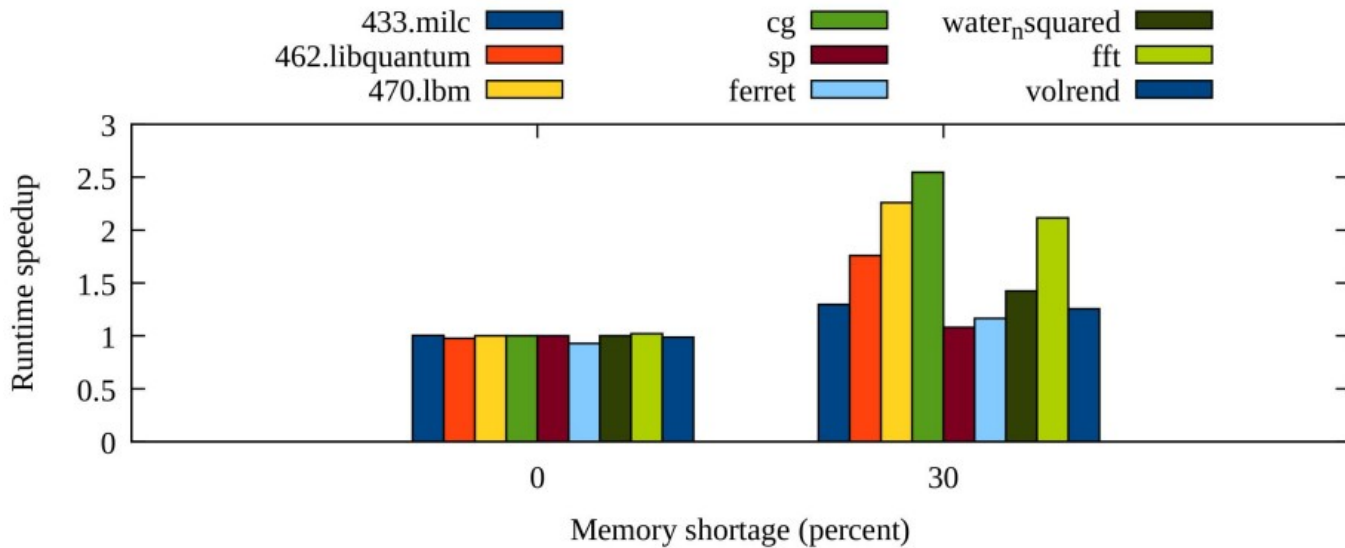 433.milc
462.libquantum
470.lbm
cg
sp
ferret
water_nsquared
fft
volrend
3
2.5
2
1.5
1
0.5
0
Runtime speedup
0 30
Memory shortage (percent)